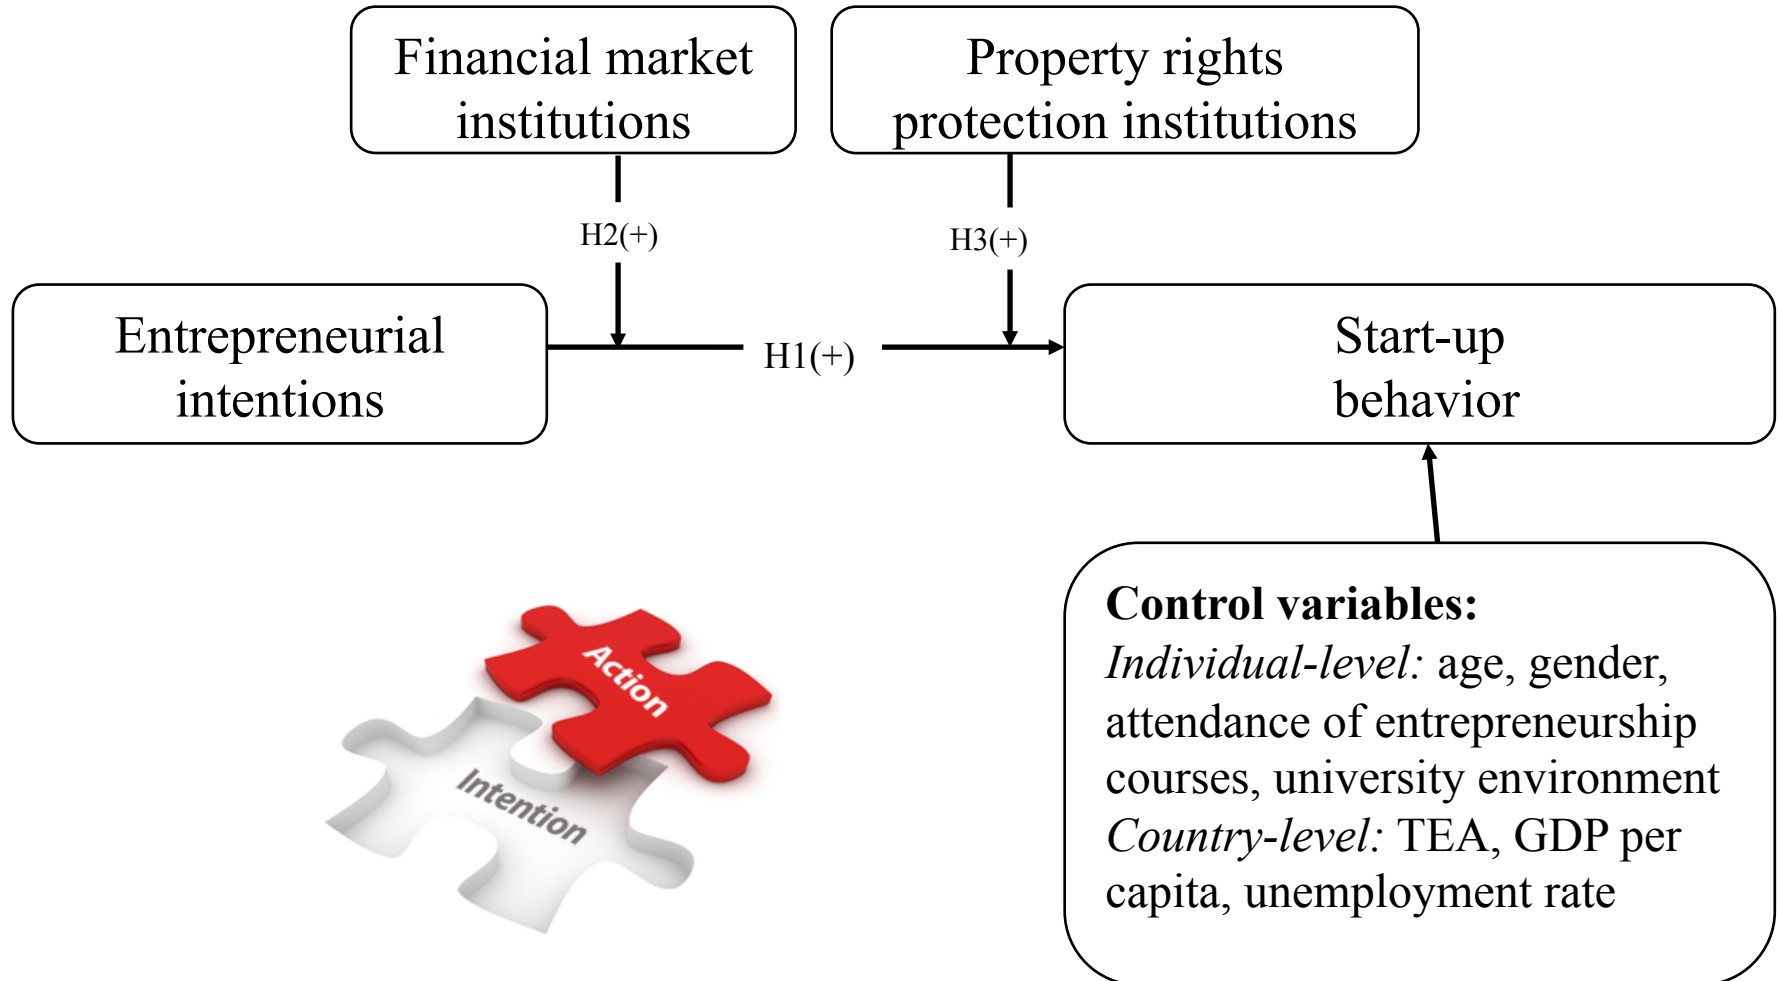 Financial market
institutions
Property rights
protection institutions
H2(+)
H3(+)
Entrepreneurial
intentions
H1(+)
Start-up
behavior
Action
Intention
Control variables:
Individual-level: age, gender,
attendance of entrepreneurship
courses, university environment
Country-level: TEA, GDP per
capita, unemployment rate